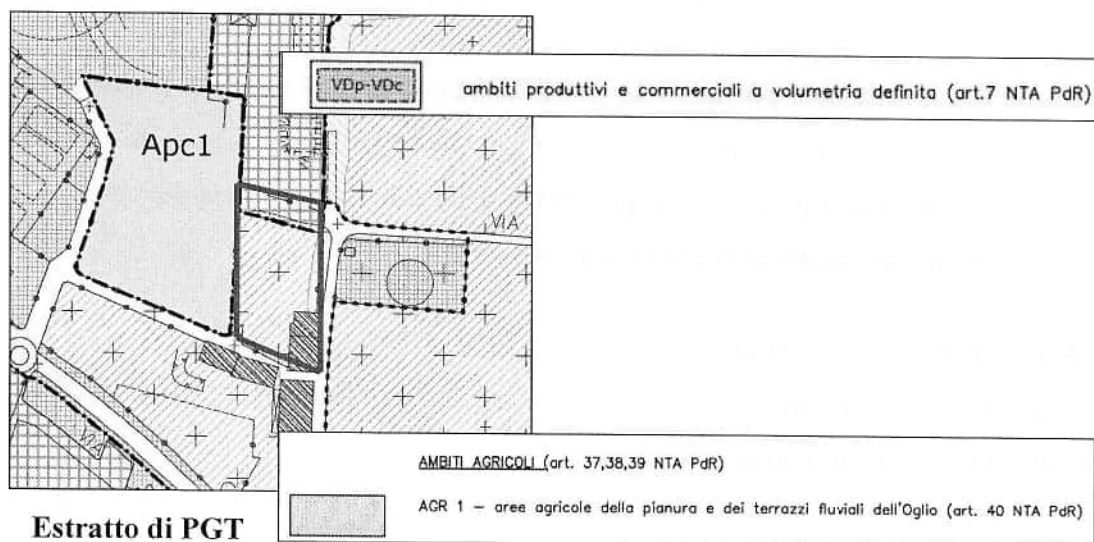 VDp-VDc
ambiti produttivi e commerciali a volumetria definita (art.7 NTA PdR)
Apc1
VIA
AMBITI AGRICOLI (art. 37,38,39 NTA PdR)
AGR 1 – aree agricole della pianura e dei terrazzi fluviali dell'Oglio (art. 40 NTA PdR)
Estratto di PGT